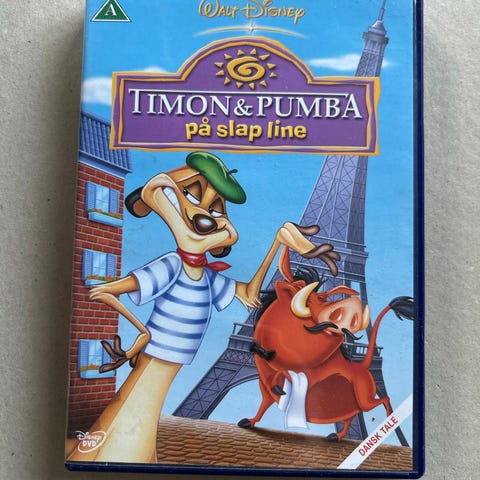 A
WALT DISNEY
TIMON & PUMBA
på slap line
Disney
DVD
DANSK TALE